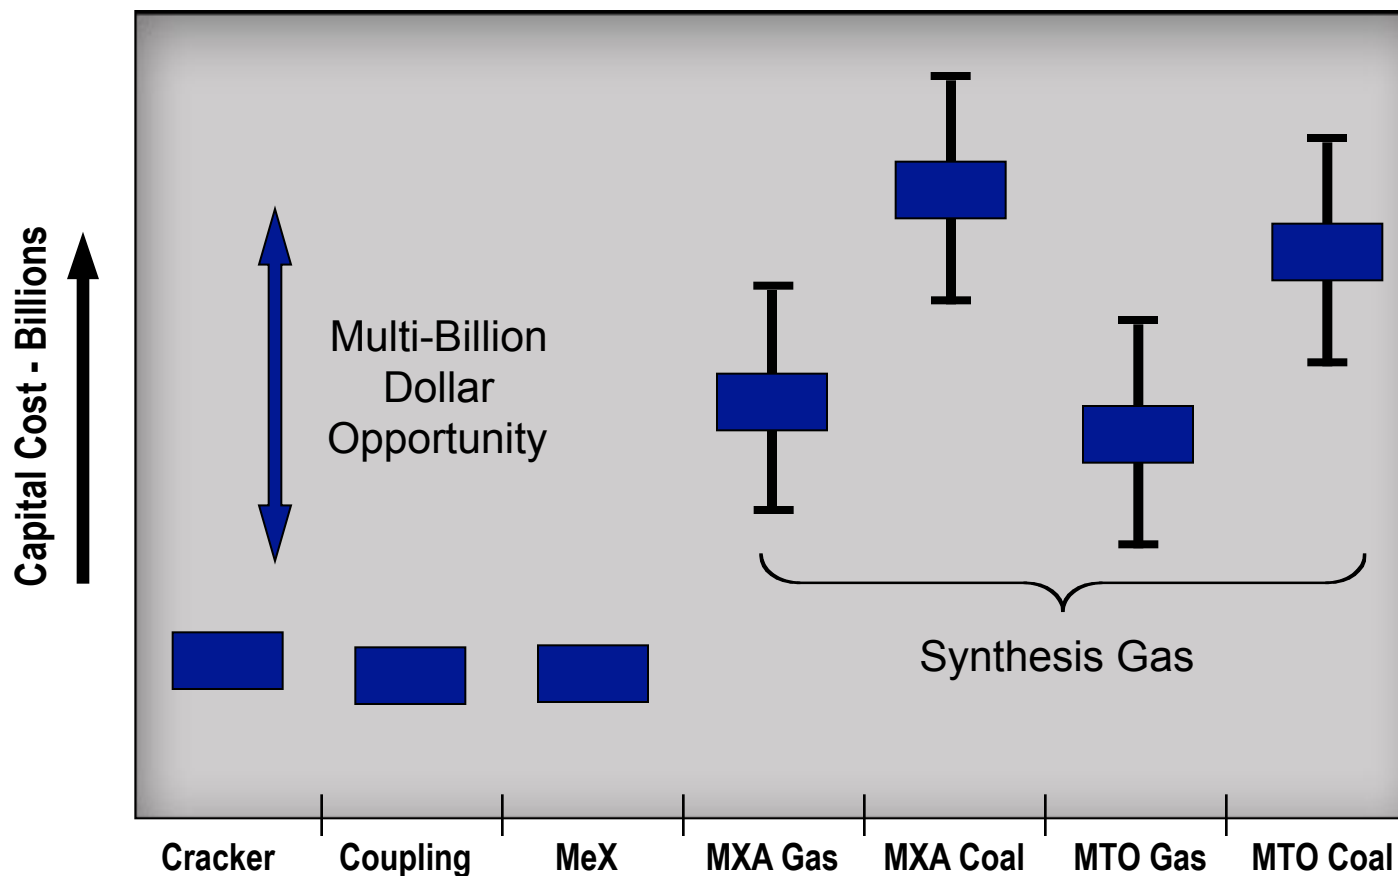 Capital Cost - Billions
Multi-Billion
Dollar
Opportunity
Synthesis Gas
Cracker
Coupling
MeX
MXA Gas
MXA Coal
MTO Gas
MTO Coal